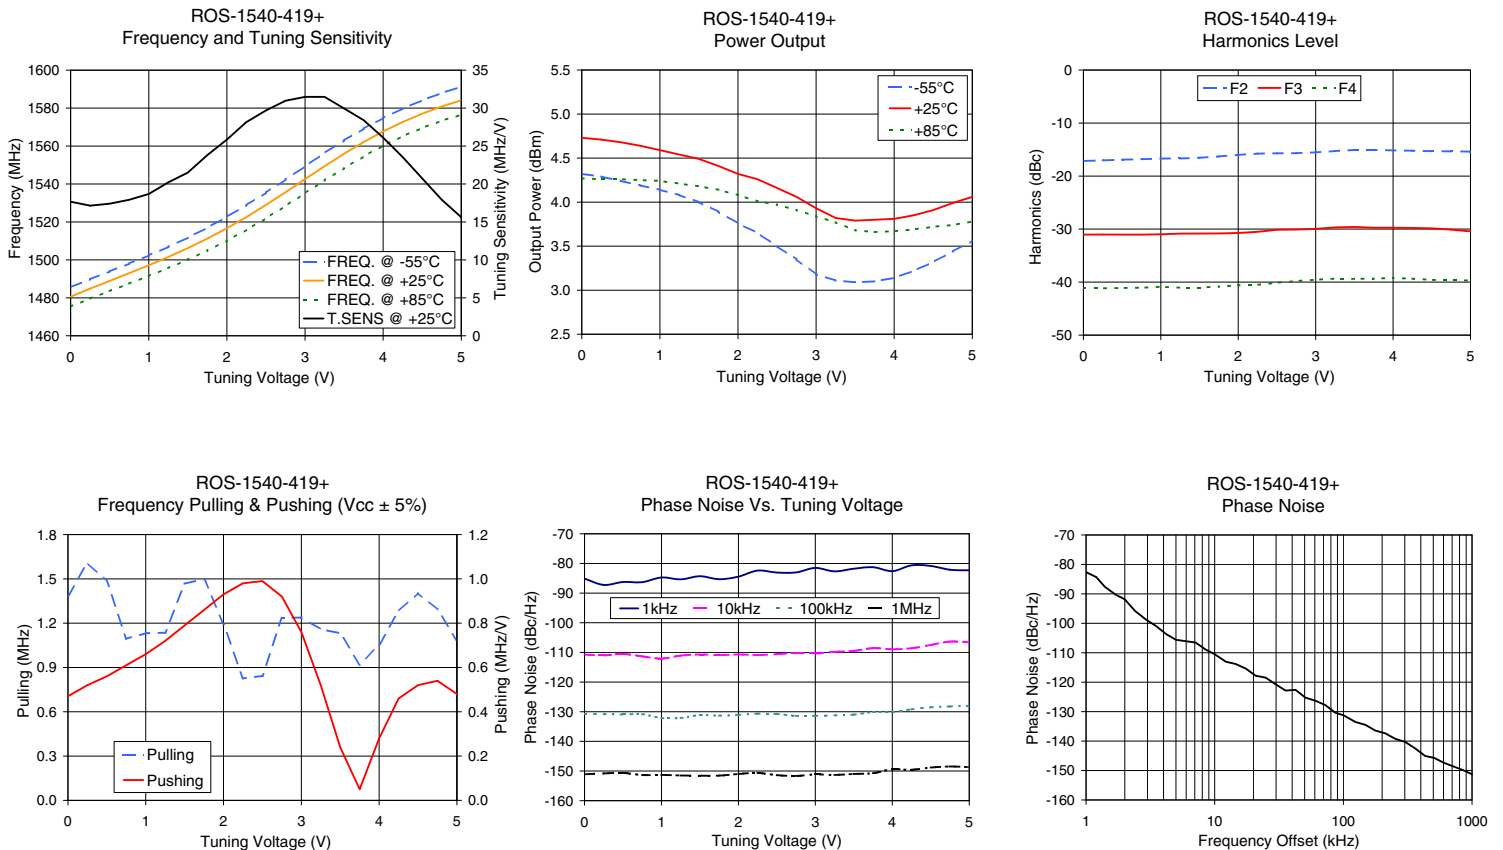 ROS-1540-419+
Frequency and Tuning Sensitivity
1600
1580
1560
1540
1520
1500
1480
1460
35
30
25
20
15
10
5
0
Frequency (MHz)
Tuning Sensitivity (MHz/V)
FREQ. @ -55°C
FREQ. @ +25°C
FREQ. @ +85°C
T.SENS @ +25°C
0 1 2 3 4 5
Tuning Voltage (V)
ROS-1540-419+
Power Output
5.5
5.0
4.5
4.0
3.5
3.0
2.5
Output Power (dBm)
-55°C
+25°C
+85°C
0 1 2 3 4 5
Tuning Voltage (V)
ROS-1540-419+
Harmonics Level
0
-10
-20
-30
-40
-50
Harmonics (dBc)
F2 F3 F4
0 1 2 3 4 5
Tuning Voltage (V)
ROS-1540-419+
Frequency Pulling & Pushing (Vcc ± 5%)
1.8
1.5
1.2
0.9
0.6
0.3
0.0
1.2
1.0
0.8
0.6
0.4
0.2
0.0
Pulling (MHz)
Pushing (MHz/V)
Pulling
Pushing
0 1 2 3 4 5
Tuning Voltage (V)
ROS-1540-419+
Phase Noise Vs. Tuning Voltage
-70
-80
-90
-100
-110
-120
-130
-140
-150
-160
Phase Noise (dBc/Hz)
1kHz 10kHz 100kHz 1MHz
0 1 2 3 4 5
Tuning Voltage (V)
ROS-1540-419+
Phase Noise
-70
-80
-90
-100
-110
-120
-130
-140
-150
-160
Phase Noise (dBc/Hz)
1 10 100 1000
Frequency Offset (kHz)